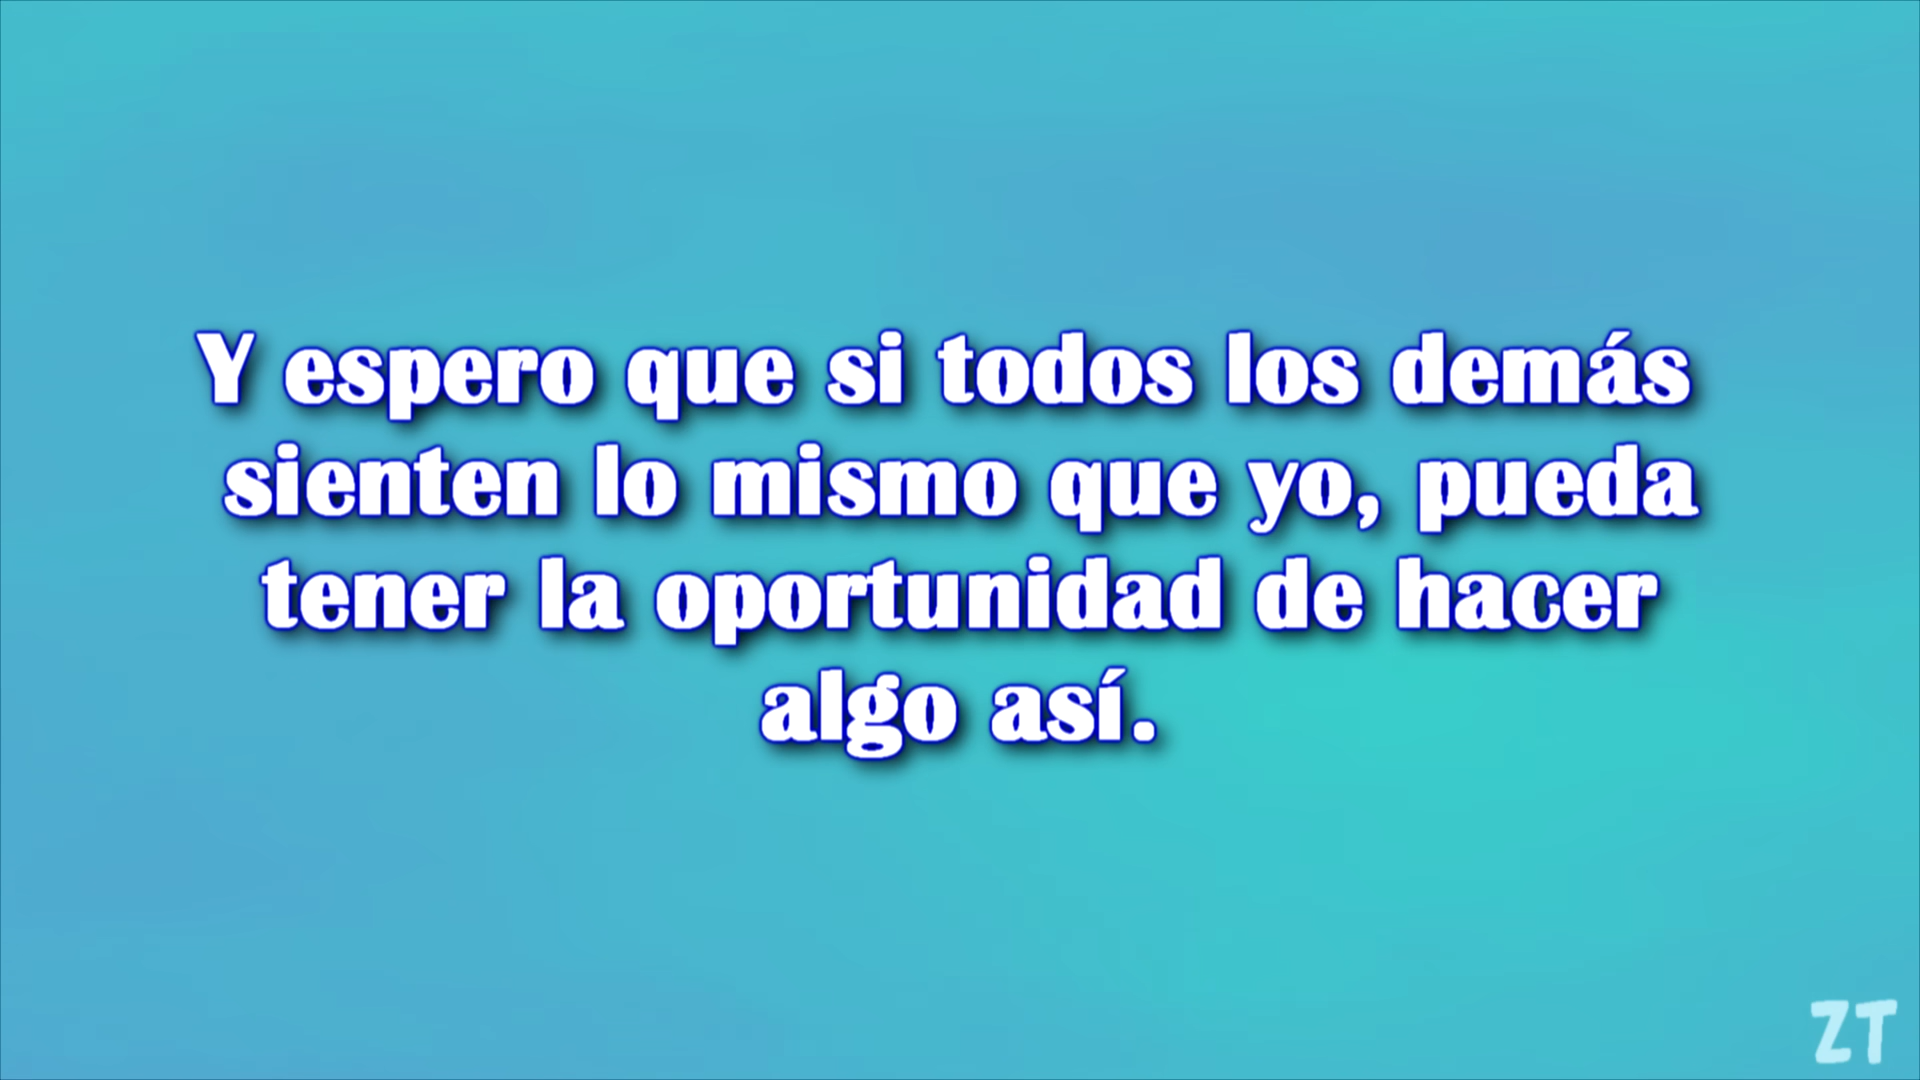 Y espero que si todos los demás
sienten lo mismo que yo, pueda
tener la oportunidad de hacer
algo así.
ZT